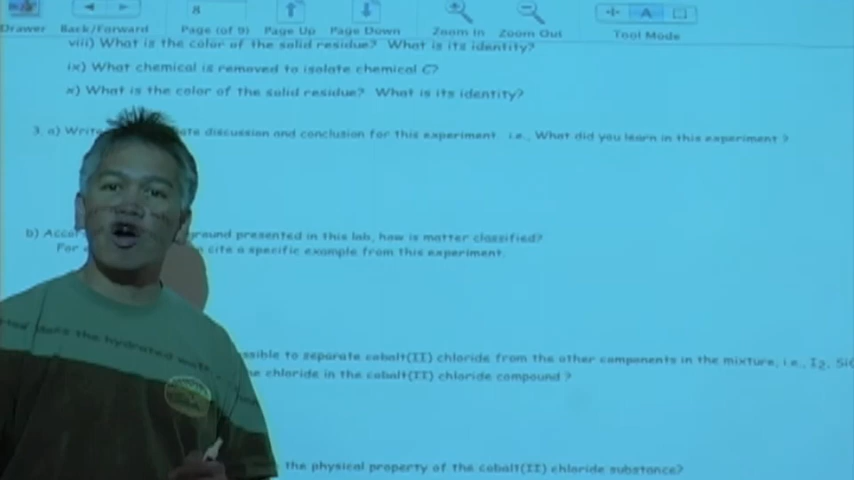 Drawer Back/Forward Page (of 9) Page Up Page Down Zoom In Zoom Out Tool Mode
8
A
viii) What is the color of the solid residue? What is its identity?
ix) What chemical is removed to isolate chemical C?
x) What is the color of the solid residue? What is its identity?
3. a) Write discussion and conclusion for this experiment i.e., What did you learn in this experiment ?
b) presented in this lab, how is matter classified?
For cite a specific example from this experiment.
to separate cobalt(II) chloride from the other components in the mixture, i.e., I2,
chloride in the cobalt(II) chloride compound ?
the hydrated
the physical property of the cobalt(II) chloride substance?